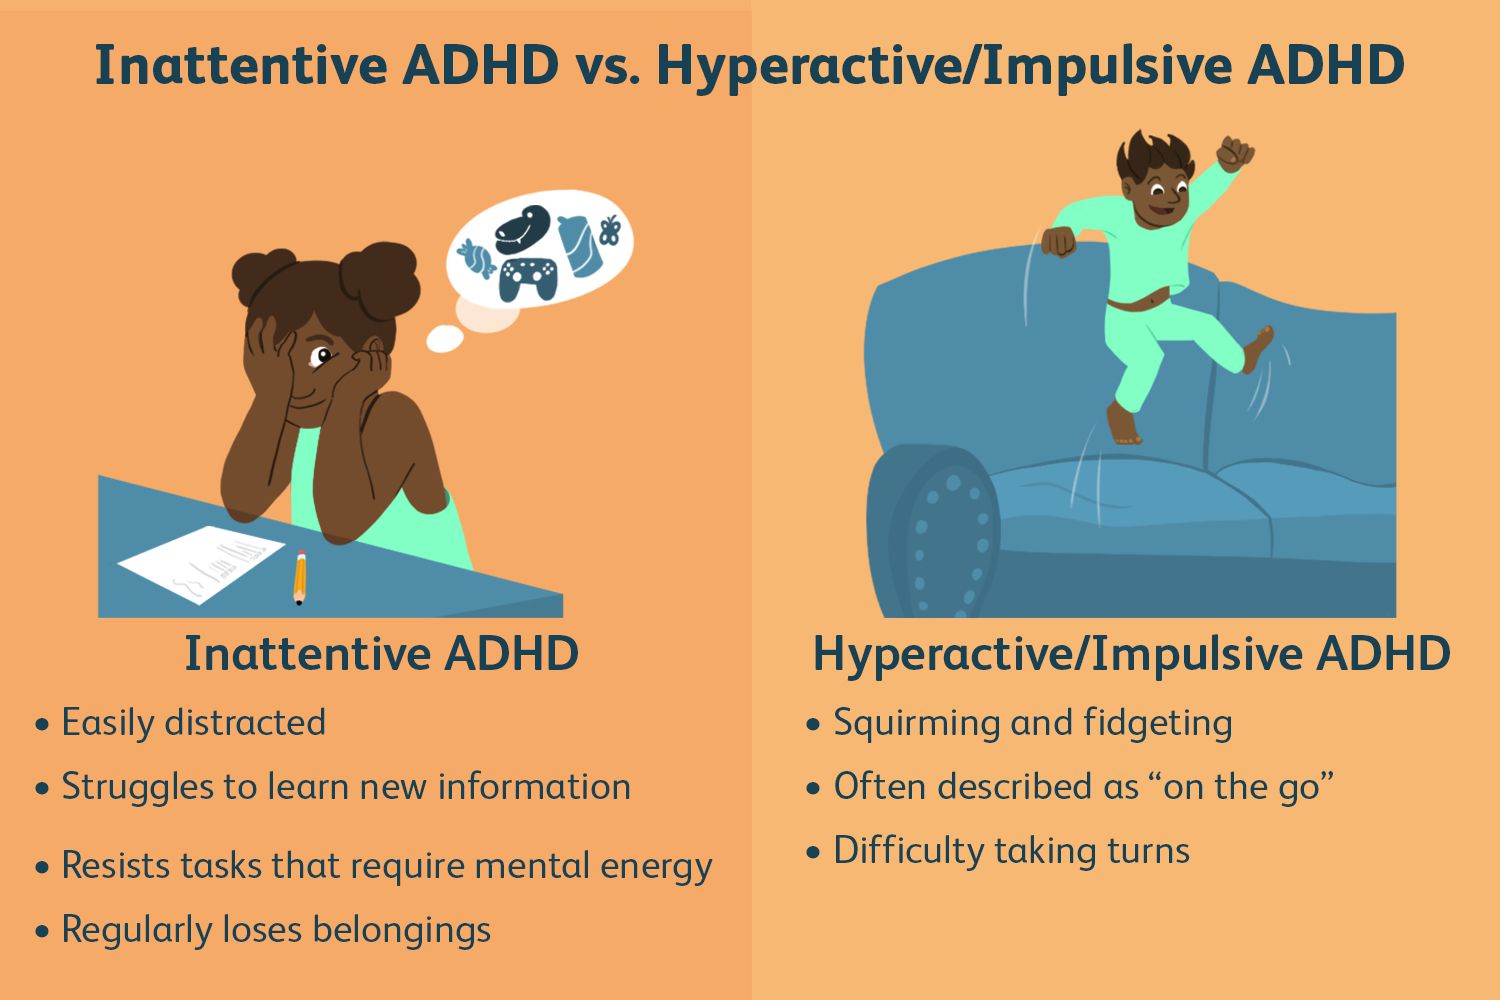 Inattentive ADHD vs. Hyperactive/Impulsive ADHD
Inattentive ADHD
• Easily distracted
• Struggles to learn new information
• Resists tasks that require mental energy
• Regularly loses belongings
Hyperactive/Impulsive ADHD
• Squirming and fidgeting
• Often described as “on the go”
• Difficulty taking turns